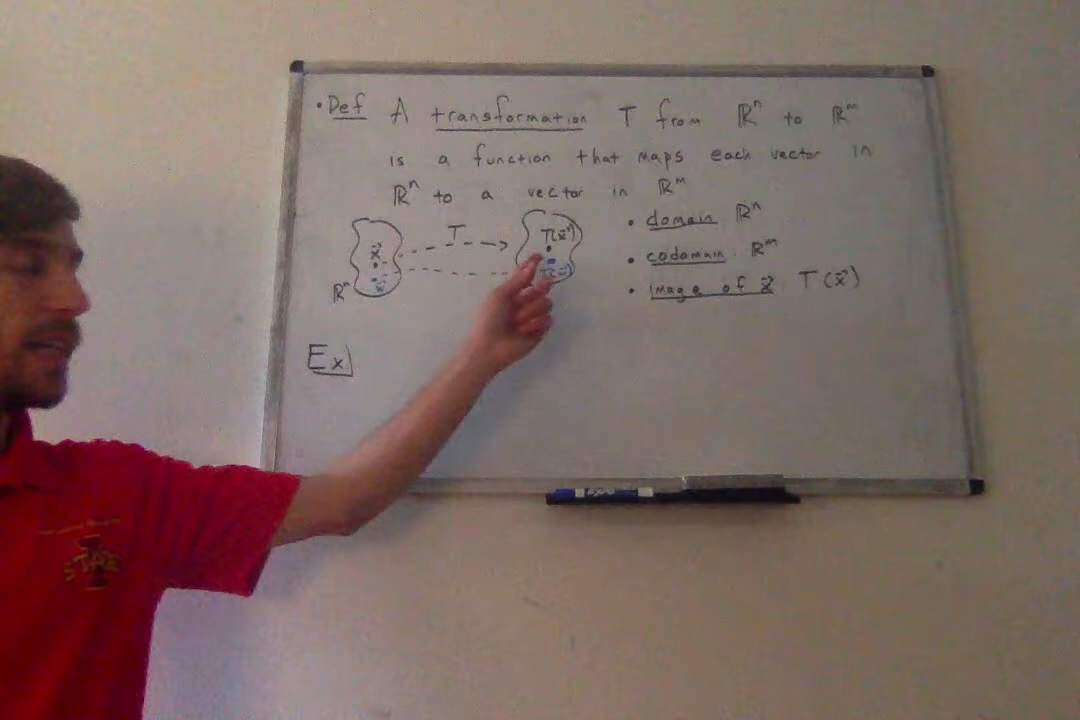 • Def A transformation T from ℝⁿ to ℝᵐ
is a function that maps each vector in
ℝⁿ to a vector in ℝᵐ
• domain ℝⁿ
• codomain ℝᵐ
• image of x⃗ T(x⃗)
T
x⃗
T(x⃗)
w⃗
T(w⃗)
ℝⁿ
Ex)
STATE